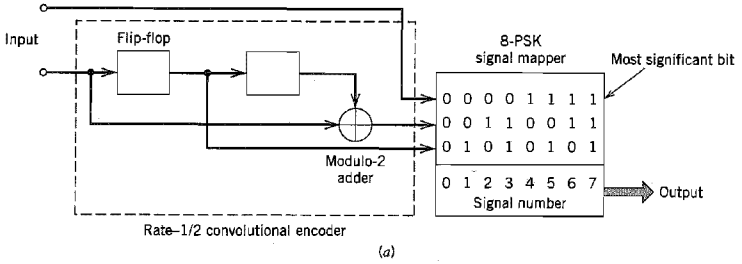 Input
Flip-flop
8-PSK
signal mapper
Most significant bit
0 0 0 0 1 1 1 1
0 0 1 1 0 0 1 1
0 1 0 1 0 1 0 1
Modulo-2
adder
0 1 2 3 4 5 6 7
Signal number
Output
Rate–1/2 convolutional encoder
(a)